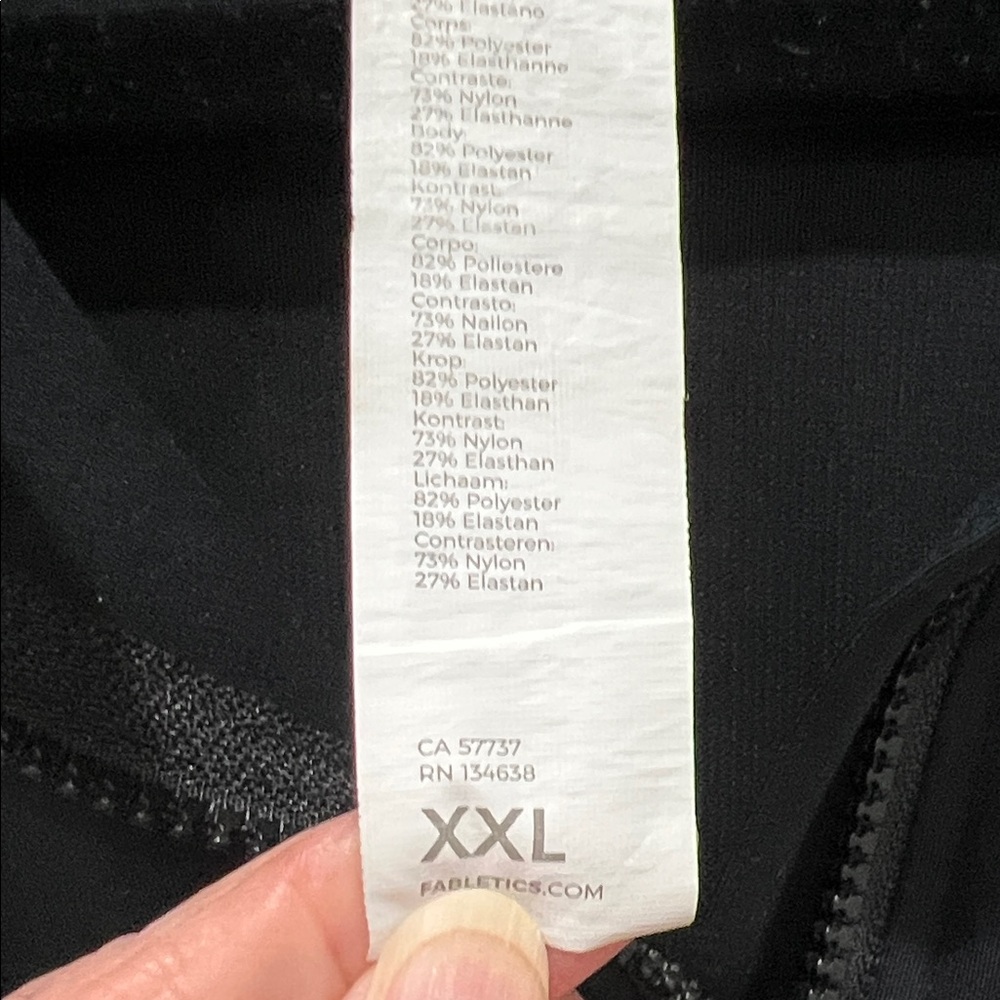 27% Elastano
Corps:
82% Polyester
18% Elasthanne
Contraste:
73% Nylon
27% Elasthanne
Body:
82% Polyester
18% Elastan
Kontrast:
73% Nylon
27% Elastan
Corpo:
82% Poliestere
18% Elastan
Contrasto:
73% Nailon
27% Elastan
Krop:
82% Polyester
18% Elasthan
Kontrast:
73% Nylon
27% Elasthan
Lichaam:
82% Polyester
18% Elastan
Contrasteren:
73% Nylon
27% Elastan
CA 57737
RN 134638
XXL
FABLETICS.COM